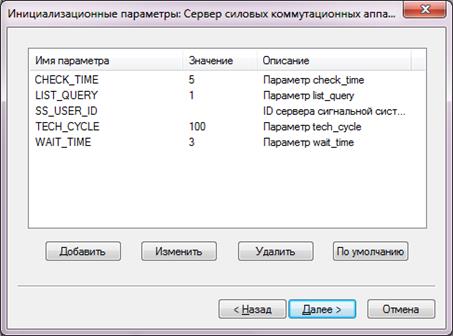 Инициализационные параметры: Сервер силовых коммутационных аппа...
Имя параметра Значение Описание
CHECK_TIME 5 Параметр check_time
LIST_QUERY 1 Параметр list_query
SS_USER_ID ID сервера сигнальной сист...
TECH_CYCLE 100 Параметр tech_cycle
WAIT_TIME 3 Параметр wait_time
Добавить Изменить Удалить По умолчанию
< Назад Далее > Отмена